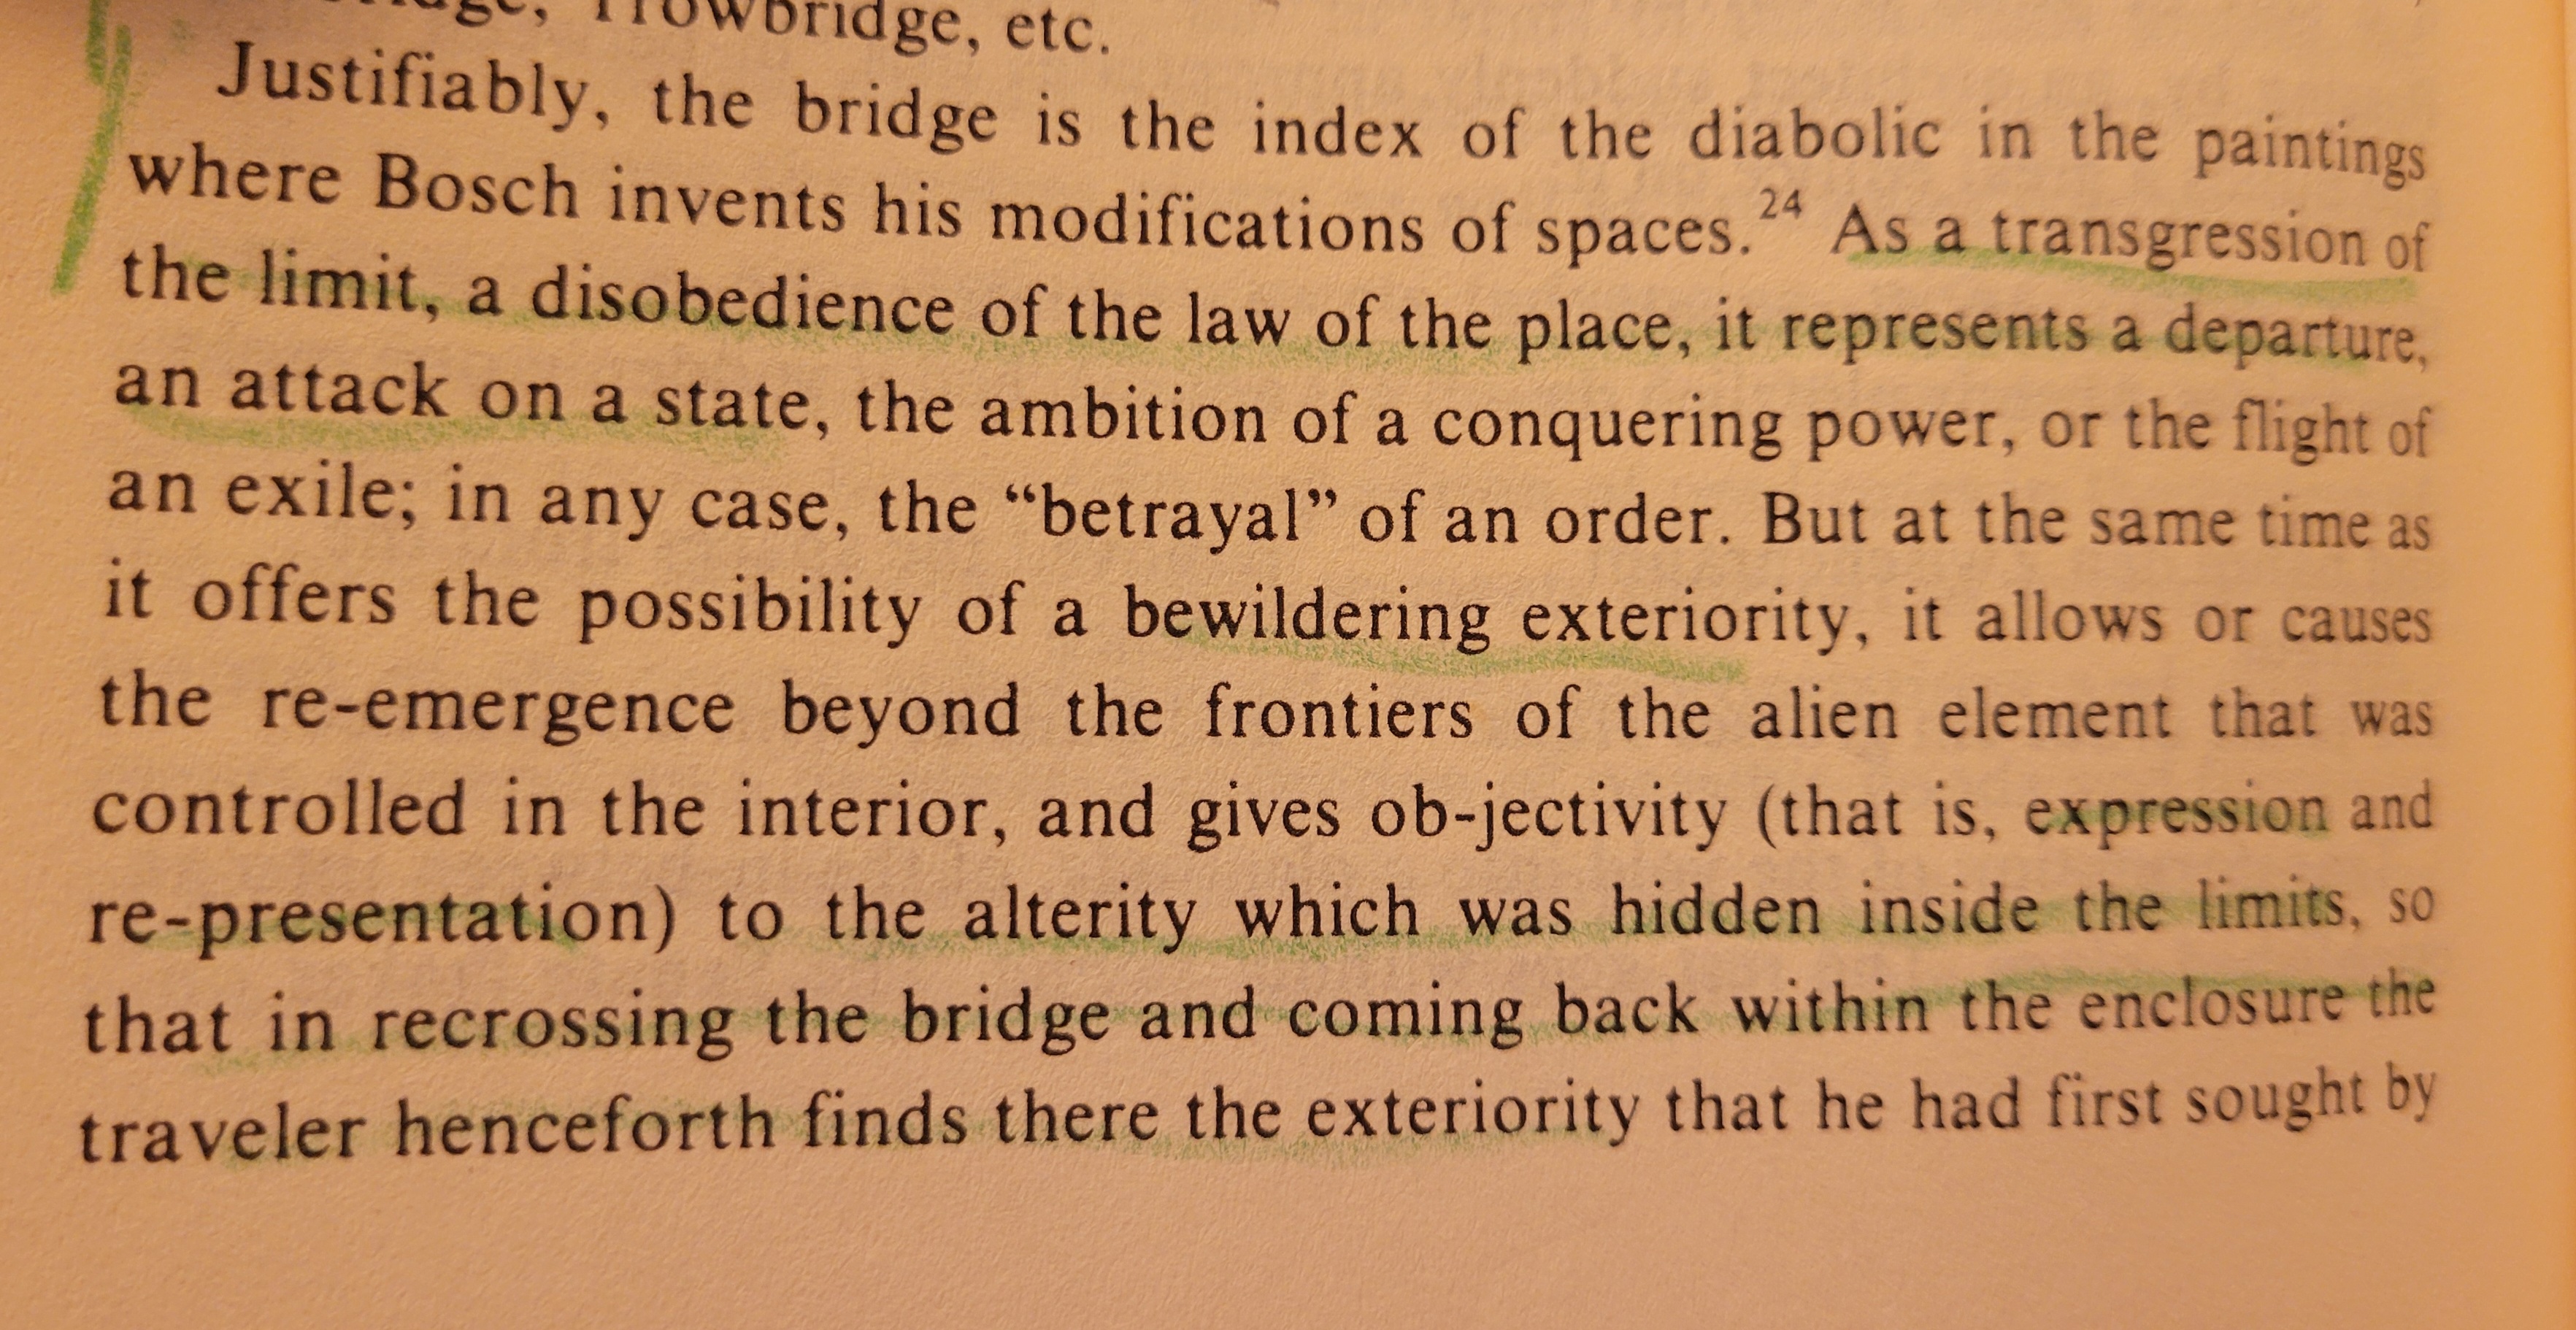 Trowbridge, etc.
Justifiably, the bridge is the index of the diabolic in the paintings
where Bosch invents his modifications of spaces.24 As a transgression of
the limit, a disobedience of the law of the place, it represents a departure,
an attack on a state, the ambition of a conquering power, or the flight of
an exile; in any case, the “betrayal” of an order. But at the same time as
it offers the possibility of a bewildering exteriority, it allows or causes
the re-emergence beyond the frontiers of the alien element that was
controlled in the interior, and gives ob-jectivity (that is, expression and
re-presentation) to the alterity which was hidden inside the limits, so
that in recrossing the bridge and coming back within the enclosure the
traveler henceforth finds there the exteriority that he had first sought by